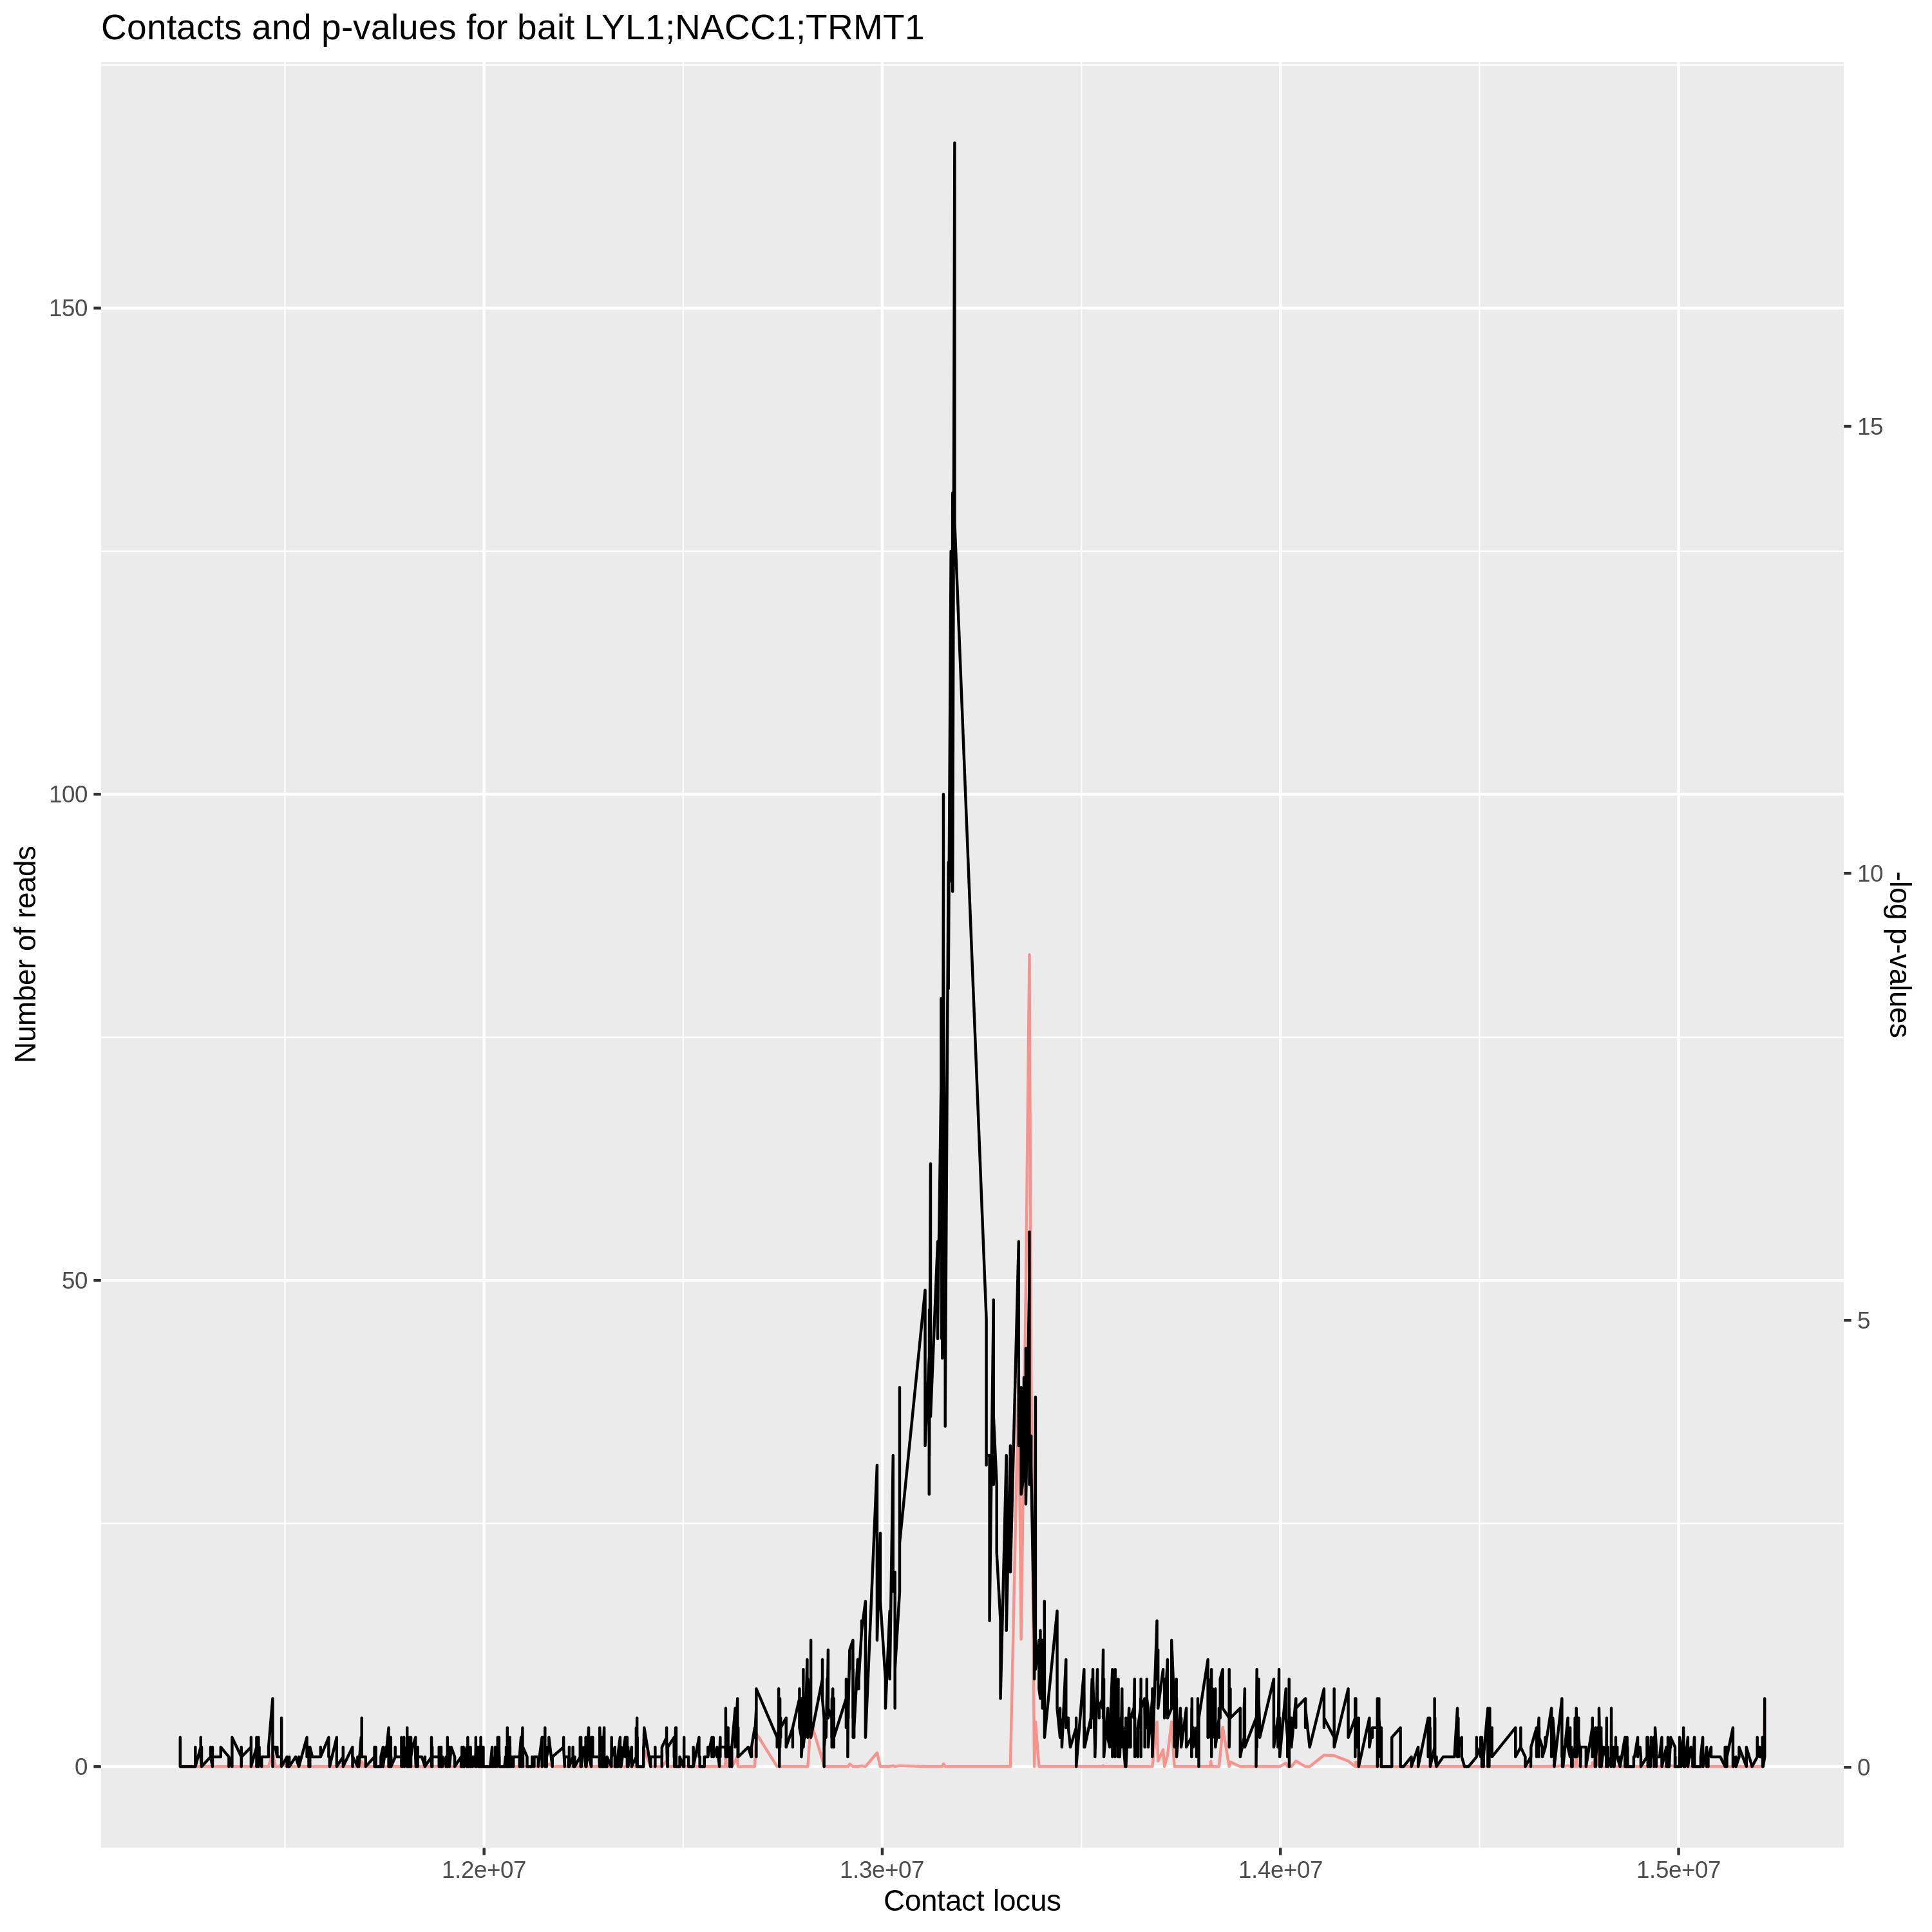 Contacts and p-values for bait LYL1;NACC1;TRMT1
Number of reads
150
100
50
0
15
10
5
0
-log p-values
1.2e+07
1.3e+07
1.4e+07
1.5e+07
Contact locus